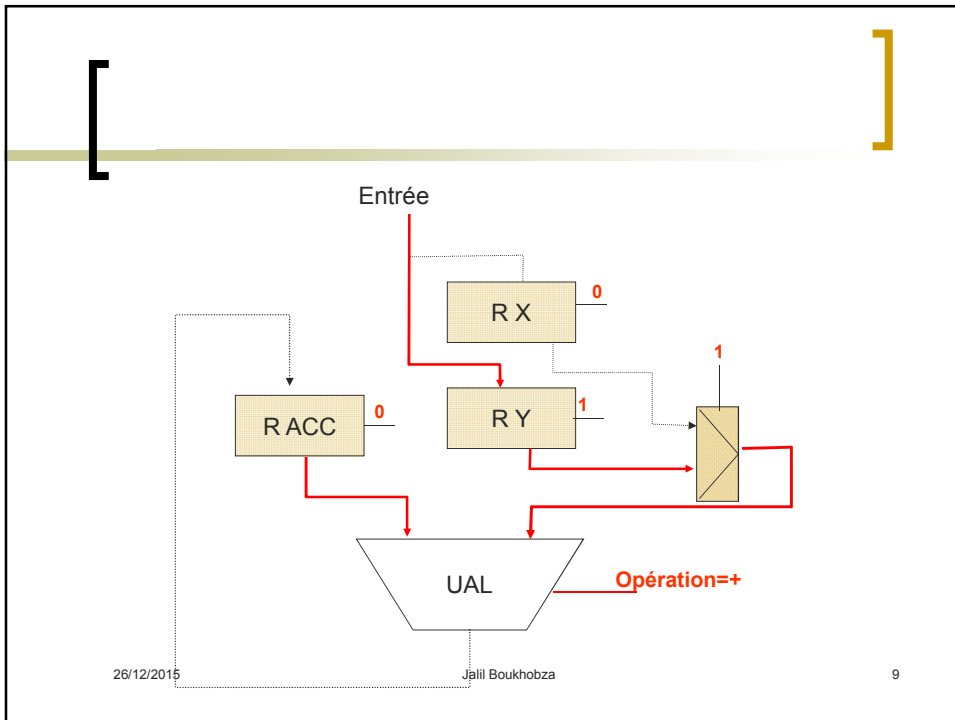 Entrée
R X
0
1
R ACC
0
R Y
1
UAL
Opération=+
26/12/2015
Jalil Boukhobza
9